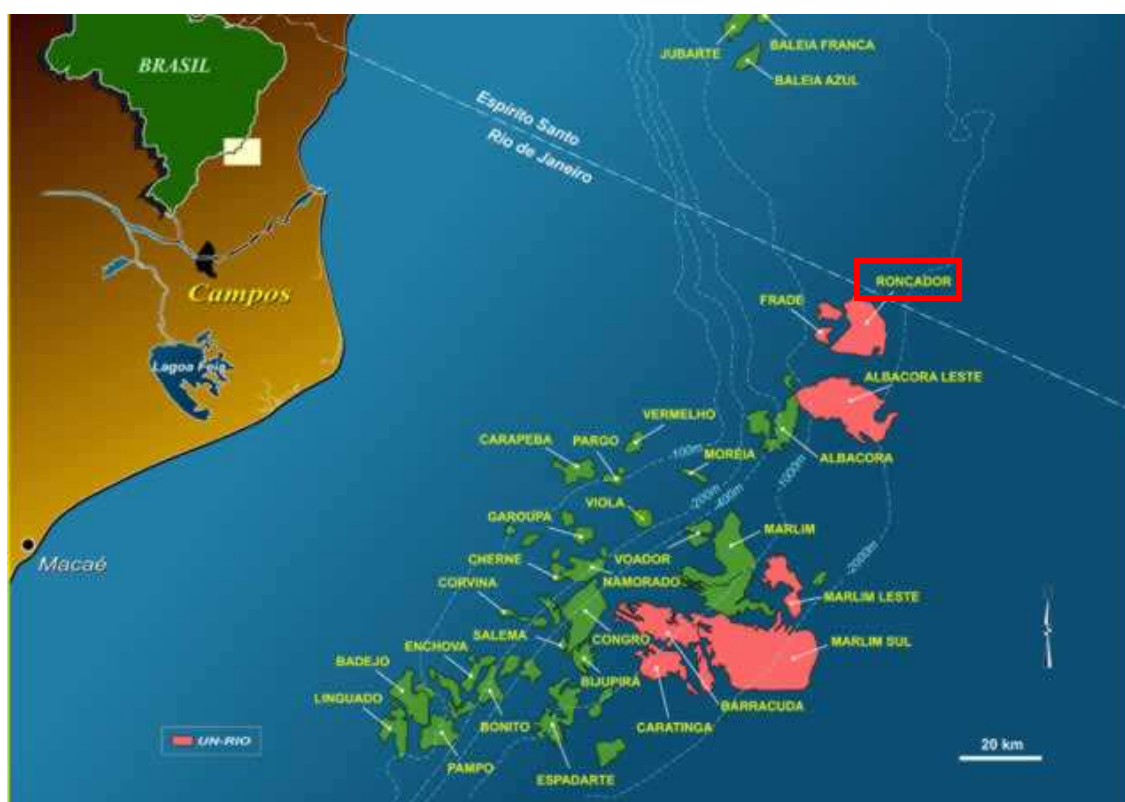 BRASIL
JUBARTE
BALEIA FRANCA
BALEIA AZUL
Espírito Santo
Rio de Janeiro
Campos
Lagoa Feia
RONCADOR
FRADE
ALBACORA LESTE
VERMELHO
CARAPEBA
PARGO
MORÉIA
ALBACORA
-100m
-200m
-400m
-1000m
-2000m
VIOLA
GAROUPA
MARLIM
Macaé
CHERNE
VOADOR
NAMORADO
CORVINA
MARLIM LESTE
SALEMA
CONGRO
MARLIM SUL
ENCHOVA
BADEJO
BIJUPIRÁ
LINGUADO
BARRACUDA
BONITO
CARATINGA
UN-RIO
PAMPO
ESPADARTE
20 km